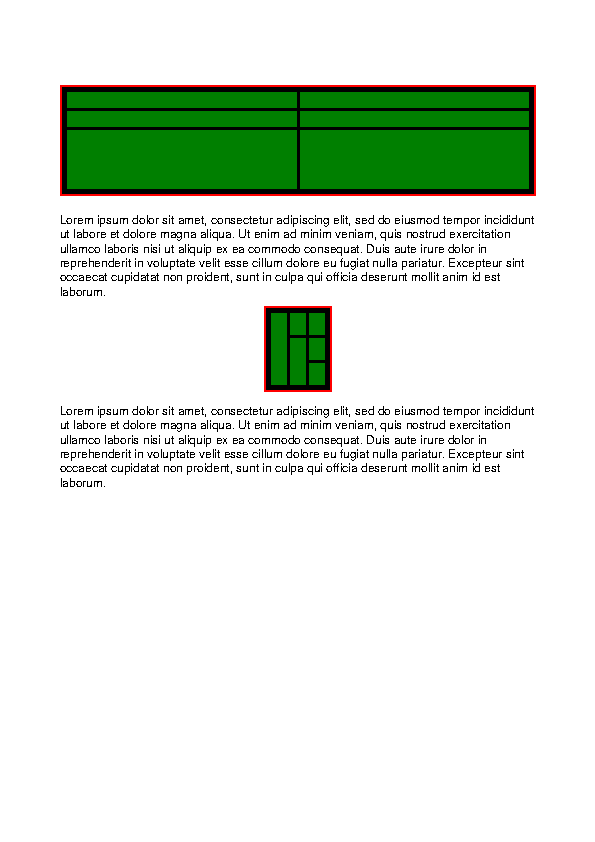 Lorem ipsum dolor sit amet, consectetur adipiscing elit, sed do eiusmod tempor incididunt
ut labore et dolore magna aliqua. Ut enim ad minim veniam, quis nostrud exercitation
ullamco laboris nisi ut aliquip ex ea commodo consequat. Duis aute irure dolor in
reprehenderit in voluptate velit esse cillum dolore eu fugiat nulla pariatur. Excepteur sint
occaecat cupidatat non proident, sunt in culpa qui officia deserunt mollit anim id est
laborum.
Lorem ipsum dolor sit amet, consectetur adipiscing elit, sed do eiusmod tempor incididunt
ut labore et dolore magna aliqua. Ut enim ad minim veniam, quis nostrud exercitation
ullamco laboris nisi ut aliquip ex ea commodo consequat. Duis aute irure dolor in
reprehenderit in voluptate velit esse cillum dolore eu fugiat nulla pariatur. Excepteur sint
occaecat cupidatat non proident, sunt in culpa qui officia deserunt mollit anim id est
laborum.